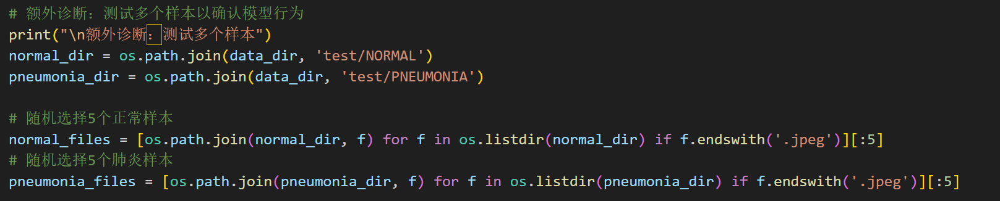 # 额外诊断：测试多个样本以确认模型行为
print("\n额外诊断：测试多个样本")
normal_dir = os.path.join(data_dir, 'test/NORMAL')
pneumonia_dir = os.path.join(data_dir, 'test/PNEUMONIA')
# 随机选择5个正常样本
normal_files = [os.path.join(normal_dir, f) for f in os.listdir(normal_dir) if f.endswith('.jpeg')][:5]
# 随机选择5个肺炎样本
pneumonia_files = [os.path.join(pneumonia_dir, f) for f in os.listdir(pneumonia_dir) if f.endswith('.jpeg')][:5]